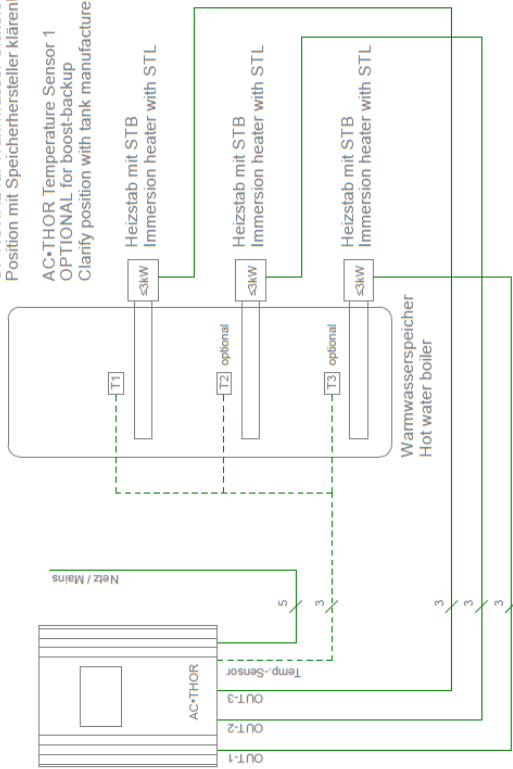 Position mit Speicherhersteller klären!
AC•THOR Temperature Sensor 1
OPTIONAL for boost-backup
Clarify position with tank manufacture
Heizstab mit STB
Immersion heater with STL
≤3kW
T1
Heizstab mit STB
Immersion heater with STL
≤3kW
T2
optional
Heizstab mit STB
Immersion heater with STL
≤3kW
T3
optional
Warmwasserspeicher
Hot water boiler
Netz / Mains
5
3
3
3
3
AC•THOR
Temp.-Sensor
OUT-3
OUT-2
OUT-1